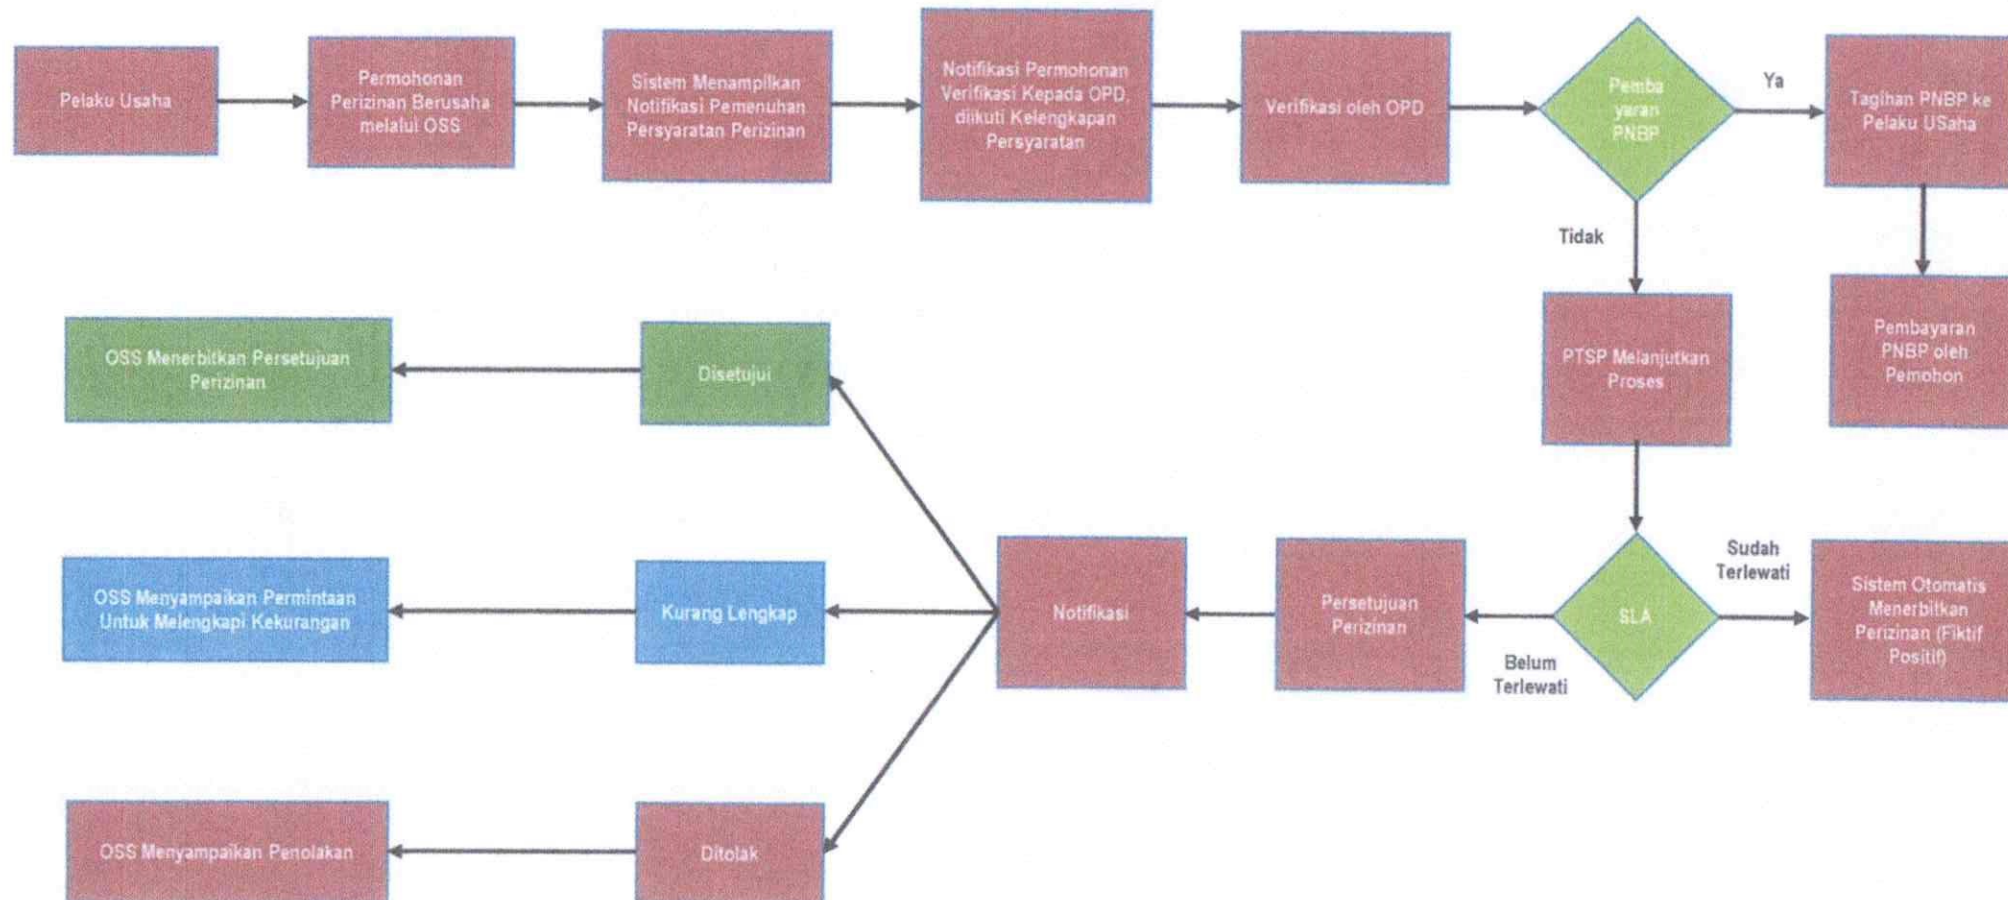 Pelaku Usaha
Permohonan
Perizinan Berusaha
melalui OSS
Sistem Menampilkan
Notifikasi Pemenuhan
Persyaratan Perizinan
Notifikasi Permohonan
Verifikasi Kepada OPD,
diikuti Kelengkapan
Persyaratan
Verifikasi oleh OPD
Pemba
yaran
PNBP
Ya
Tagihan PNBP ke
Pelaku USaha
Tidak
Pembayaran
PNBP oleh
Pemohon
PTSP Melanjutkan
Proses
OSS Menerbitkan Persetujuan
Perizinan
Disetujui
OSS Menyampaikan Permintaan
Untuk Melengkapi Kekurangan
Kurang Lengkap
Notifikasi
Persetujuan
Perizinan
Belum
Terlewati
SLA
Sudah
Terlewati
Sistem Otomatis
Menerbitkan
Perizinan (Fiktif
Positif)
OSS Menyampaikan Penolakan
Ditolak